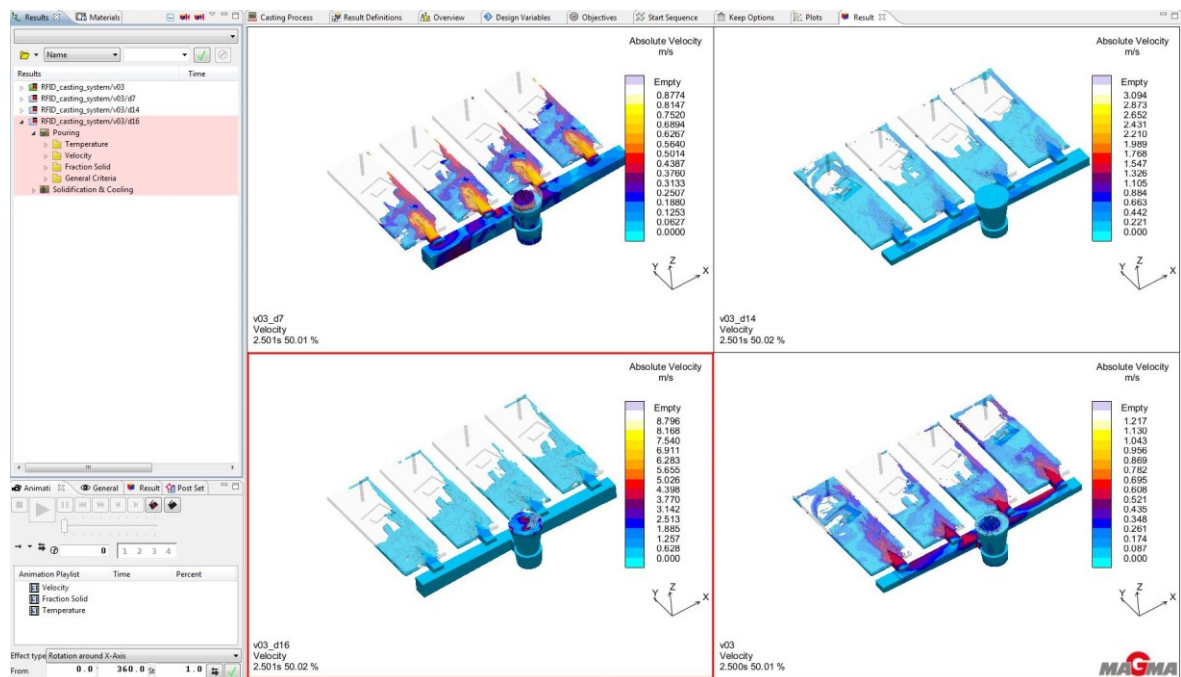 Results
Materials
Casting Process
Result Definitions
Overview
Design Variables
Objectives
Start Sequence
Keep Options
Plots
Result
Name
Results Time
RFID_casting_system/v03
RFID_casting_system/v03/d7
RFID_casting_system/v03/d14
RFID_casting_system/v03/d16
Pouring
Temperature
Velocity
Fraction Solid
General Criteria
Solidification & Cooling
Animati
General
Result
Post Set
0
1 2 3 4
Animation Playlist Time Percent
Velocity
Fraction Solid
Temperature
Effect type Rotation around X-Axis
From 0.0 360.0 St 1.0
Absolute Velocity
m/s
Empty
0.8774
0.8147
0.7520
0.6894
0.6267
0.5640
0.5014
0.4387
0.3760
0.3133
0.2507
0.1880
0.1253
0.0627
0.0000
Y Z X
v03_d7
Velocity
2.501s 50.01 %
Absolute Velocity
m/s
Empty
3.094
2.873
2.652
2.431
2.210
1.989
1.768
1.547
1.326
1.105
0.884
0.663
0.442
0.221
0.000
Y Z X
v03_d14
Velocity
2.501s 50.02 %
Absolute Velocity
m/s
Empty
8.796
8.168
7.540
6.911
6.283
5.655
5.026
4.398
3.770
3.142
2.513
1.885
1.257
0.628
0.000
Y Z X
v03_d16
Velocity
2.501s 50.02 %
Absolute Velocity
m/s
Empty
1.217
1.130
1.043
0.956
0.869
0.782
0.695
0.608
0.521
0.435
0.348
0.261
0.174
0.087
0.000
Y Z X
v03
Velocity
2.500s 50.01 %
MAGMA